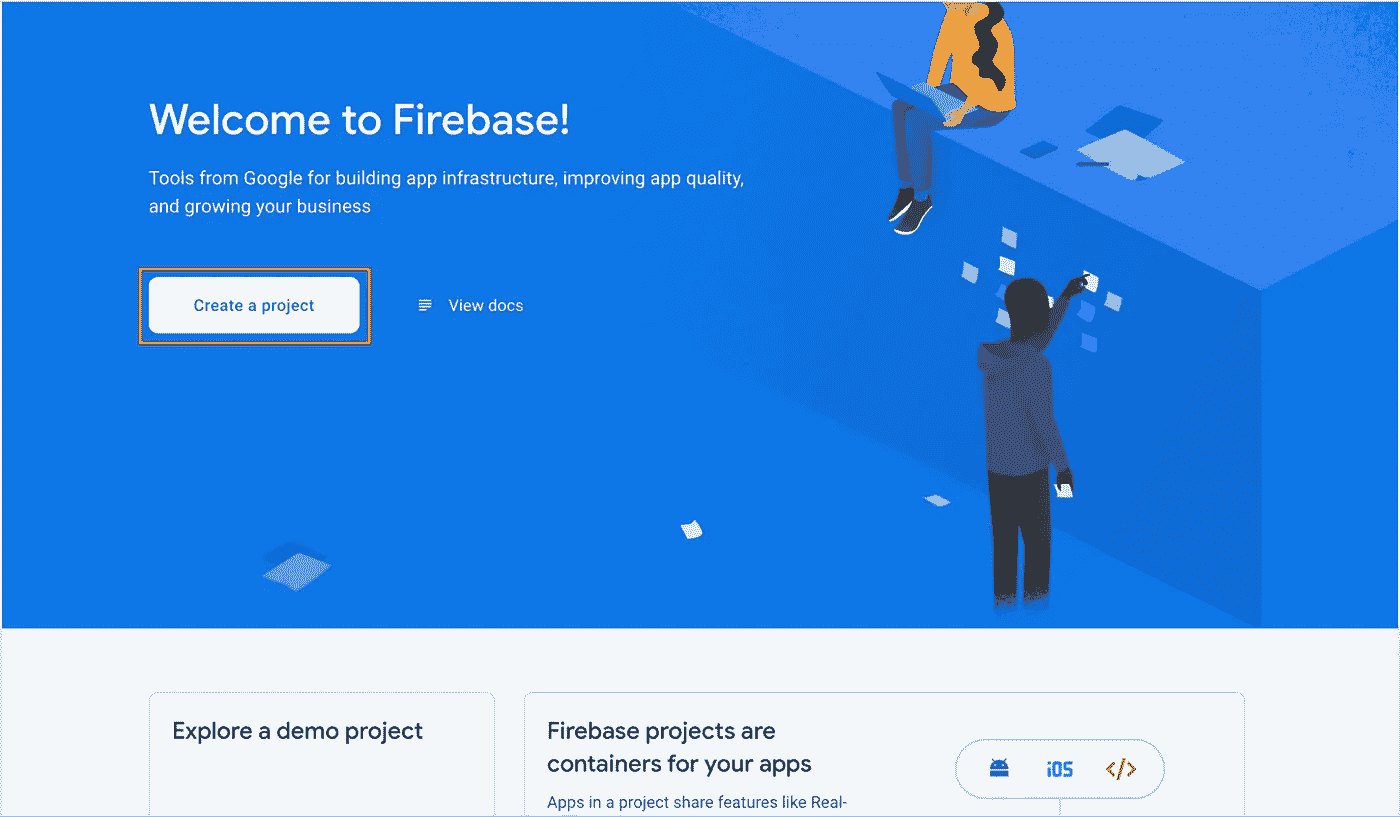 Welcome to Firebase!
Tools from Google for building app infrastructure, improving app quality,
and growing your business
Create a project
View docs
Explore a demo project
Firebase projects are
containers for your apps
iOS
</>
Apps in a project share features like Real-